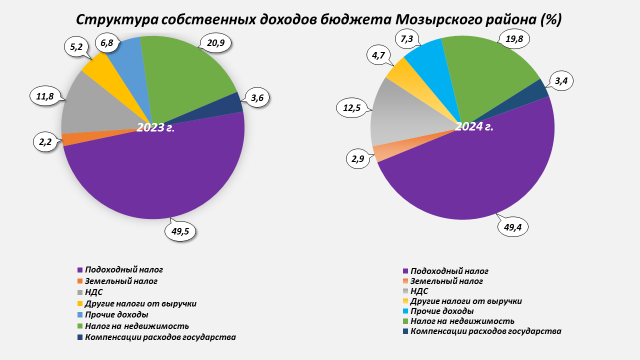 Структура собственных доходов бюджета Мозырского района (%)
6,8
20,9
5,2
11,8
3,6
2,2
2023 г.
49,5
Подоходный налог
Земельный налог
НДС
Другие налоги от выручки
Прочие доходы
Налог на недвижимость
Компенсации расходов государства
7,3
19,8
4,7
3,4
12,5
2,9
2024 г.
49,4
Подоходный налог
Земельный налог
НДС
Другие налоги от выручки
Прочие доходы
Налог на недвижимость
Компенсации расходов государства